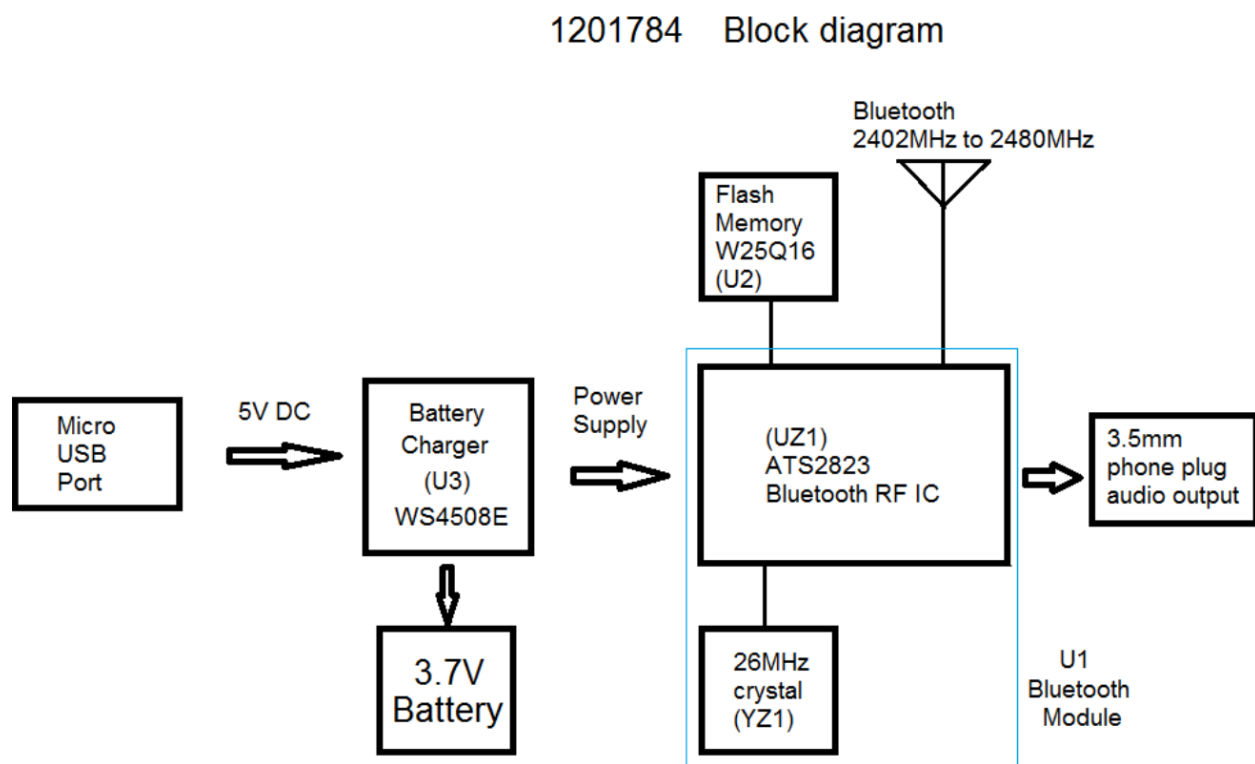 1201784 Block diagram
Bluetooth
2402MHz to 2480MHz
Flash
Memory
W25Q16
(U2)
Micro
USB
Port
5V DC
Battery
Charger
(U3)
WS4508E
Power
Supply
(UZ1)
ATS2823
Bluetooth RF IC
3.5mm
phone plug
audio output
3.7V
Battery
26MHz
crystal
(YZ1)
U1
Bluetooth
Module